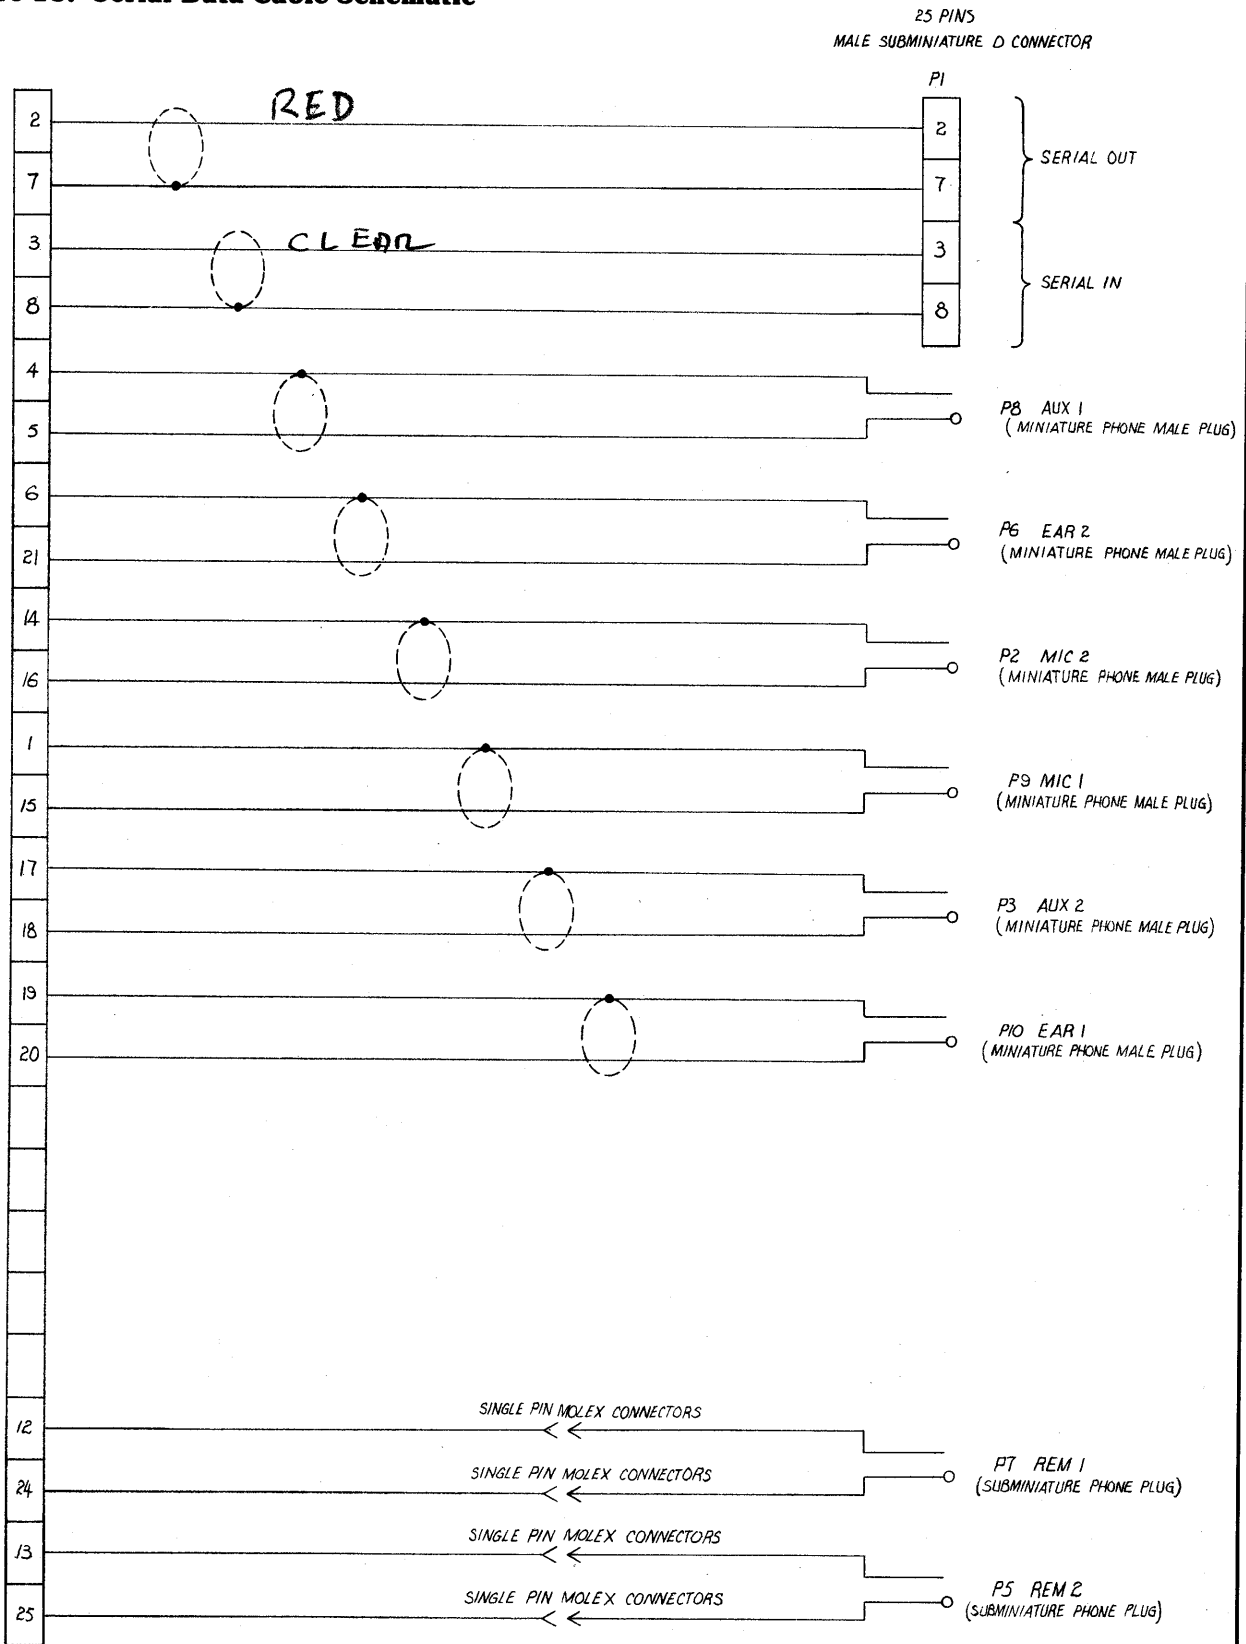 Serial Data Cable Schematic
25 PINS
MALE SUBMINIATURE D CONNECTOR
P1
2 RED 2
SERIAL OUT
7 7
3 CLEAR 3
SERIAL IN
8 8
4
P8 AUX 1
5 (MINIATURE PHONE MALE PLUG)
6
P6 EAR 2
21 (MINIATURE PHONE MALE PLUG)
14
P2 MIC 2
16 (MINIATURE PHONE MALE PLUG)
1
P9 MIC 1
15 (MINIATURE PHONE MALE PLUG)
17
P3 AUX 2
18 (MINIATURE PHONE MALE PLUG)
19
P10 EAR 1
20 (MINIATURE PHONE MALE PLUG)
SINGLE PIN MOLEX CONNECTORS
12
P7 REM 1
SINGLE PIN MOLEX CONNECTORS
24 (SUBMINIATURE PHONE PLUG)
SINGLE PIN MOLEX CONNECTORS
13
P5 REM 2
SINGLE PIN MOLEX CONNECTORS
25 (SUBMINIATURE PHONE PLUG)